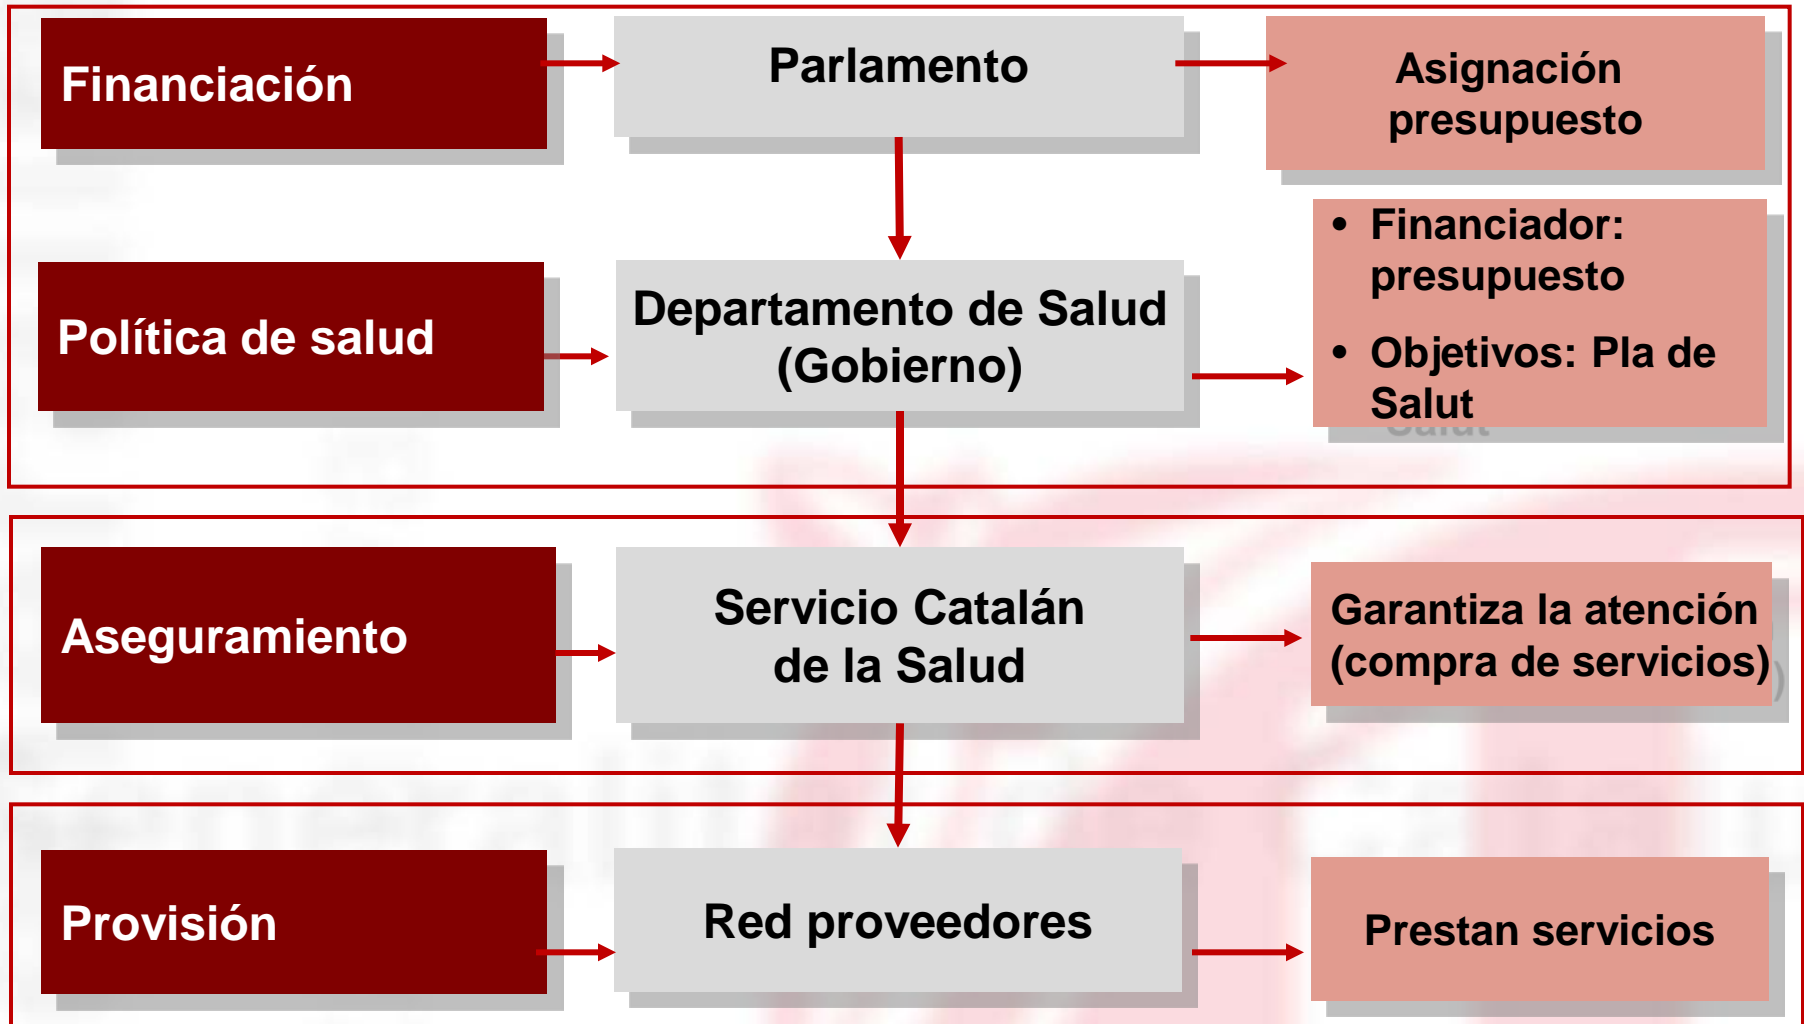 Financiación
Parlamento
Asignación
presupuesto
Política de salud
Departamento de Salud
(Gobierno)
• Financiador:
presupuesto
• Objetivos: Pla de
Salut
Aseguramiento
Servicio Catalán
de la Salud
Garantiza la atención
(compra de servicios)
Provisión
Red proveedores
Prestan servicios